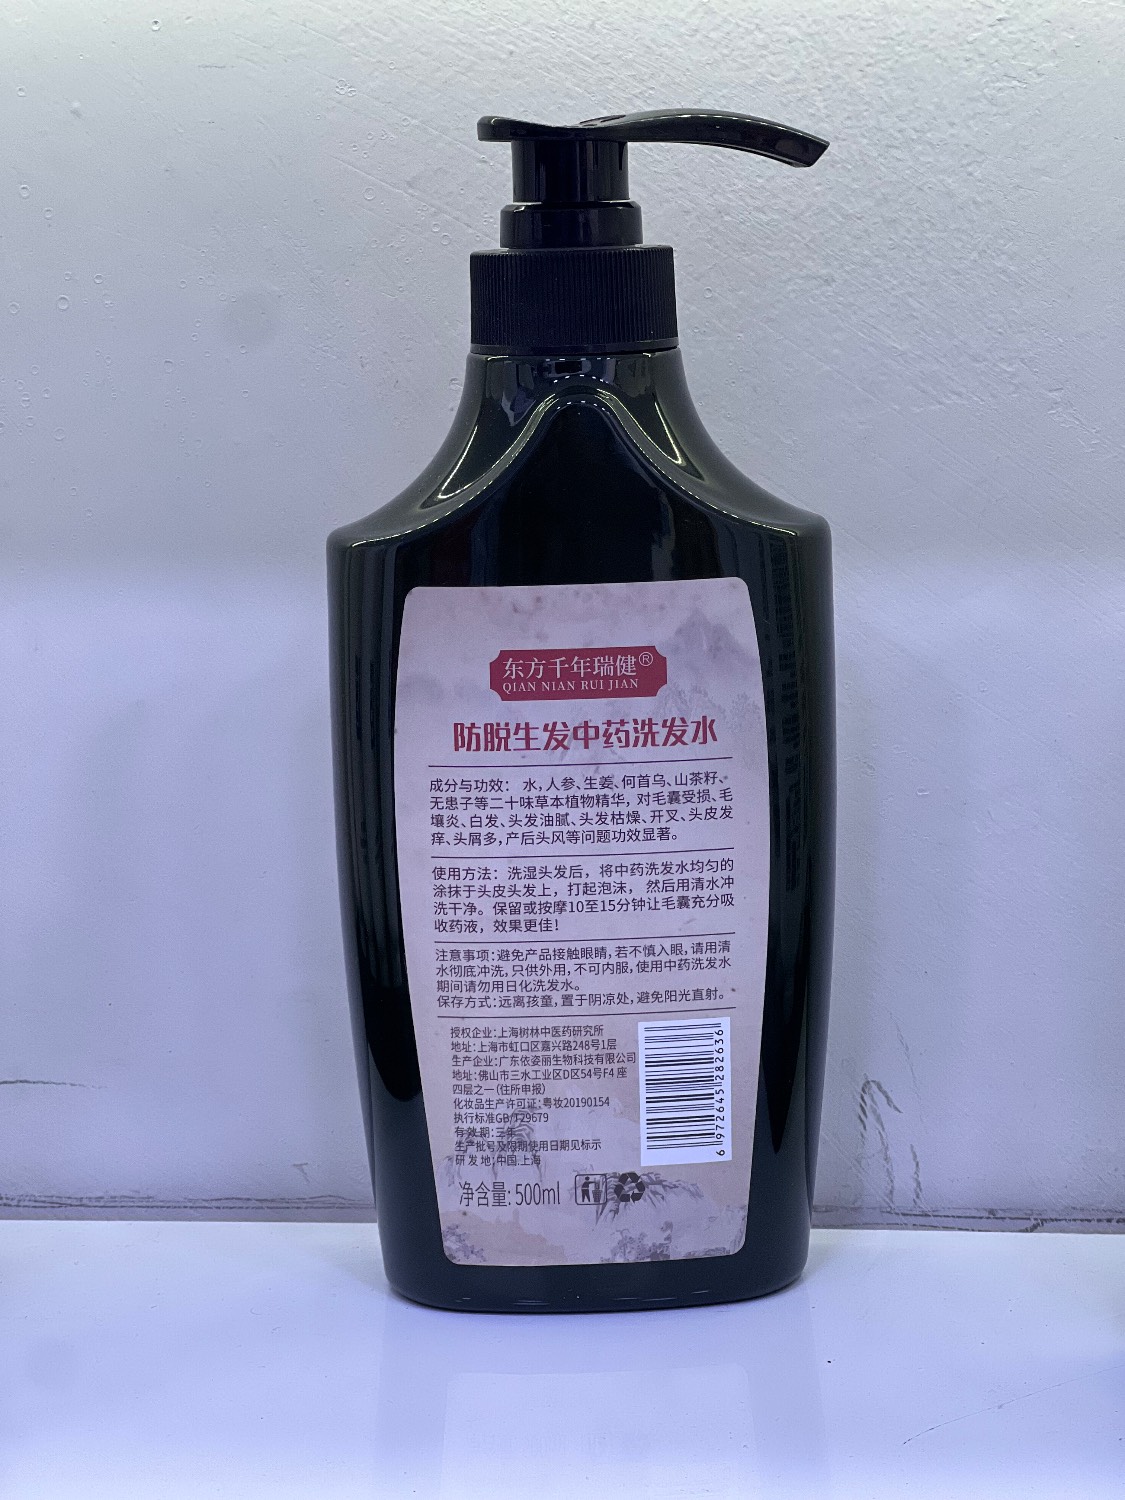 东方千年瑞健®
QIAN NIAN RUI JIAN
防脱生发中药洗发水
成分与功效： 水,人参、生姜、何首乌、山茶籽、
无患子等二十味草本植物精华，对毛囊受损、毛
壤炎、白发、头发油腻、头发枯燥、开叉、头皮发
痒、头屑多，产后头风等问题功效显著。
使用方法：洗湿头发后，将中药洗发水均匀的
涂抹于头皮头发上，打起泡沫， 然后用清水冲
洗干净。保留或按摩10至15分钟让毛囊充分吸
收药液，效果更佳!
注意事项:避免产品接触眼睛,若不慎入眼,请用清
水彻底冲洗,只供外用,不可内服,使用中药洗发水
期间请勿用日化洗发水。
保存方式:远离孩童,置于阴凉处,避免阳光直射。
授权企业:上海树林中医药研究所
地址:上海市虹口区嘉兴路248号1层
生产企业:广东依姿丽生物科技有限公司
地址:佛山市三水工业区D区54号F4 座
四层之一(住所申报)
化妆品生产许可证:粤妆20190154
执行标准GB/T29679
有效期:三年
生产批号及限期使用日期见标示
研 发 地:中国.上海
净含量: 500ml
6 972645 282636